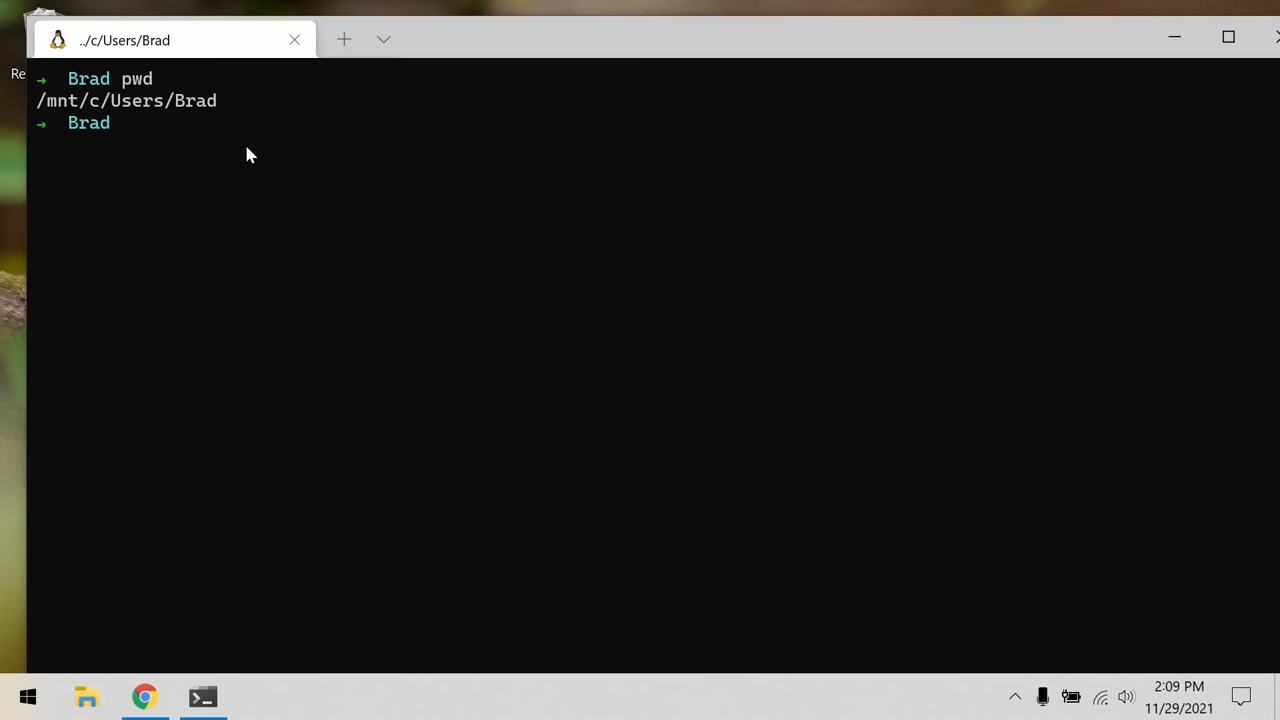 ../c/Users/Brad
Re
→ Brad pwd
/mnt/c/Users/Brad
→ Brad
2:09 PM
11/29/2021